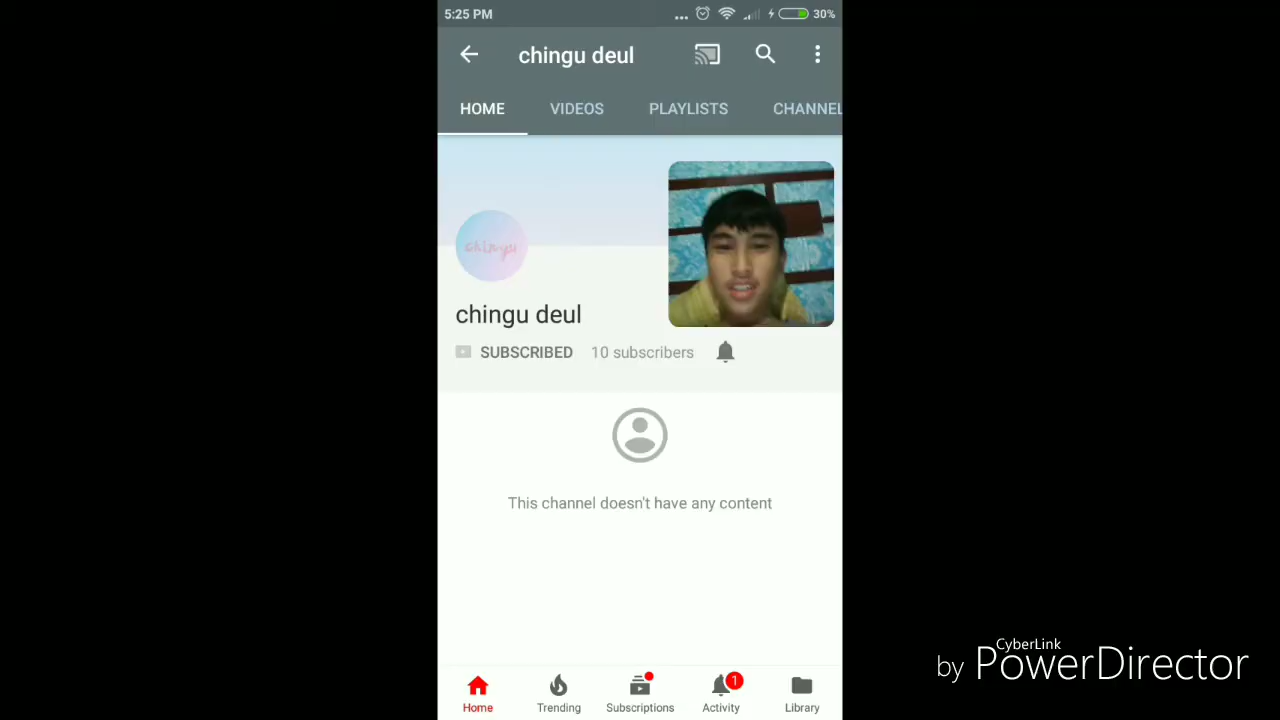 5:25 PM
30%
chingu deul
HOME VIDEOS PLAYLISTS CHANNEL
chingu
chingu deul
SUBSCRIBED 10 subscribers
This channel doesn't have any content
1
Home Trending Subscriptions Activity Library
CyberLink
by PowerDirector